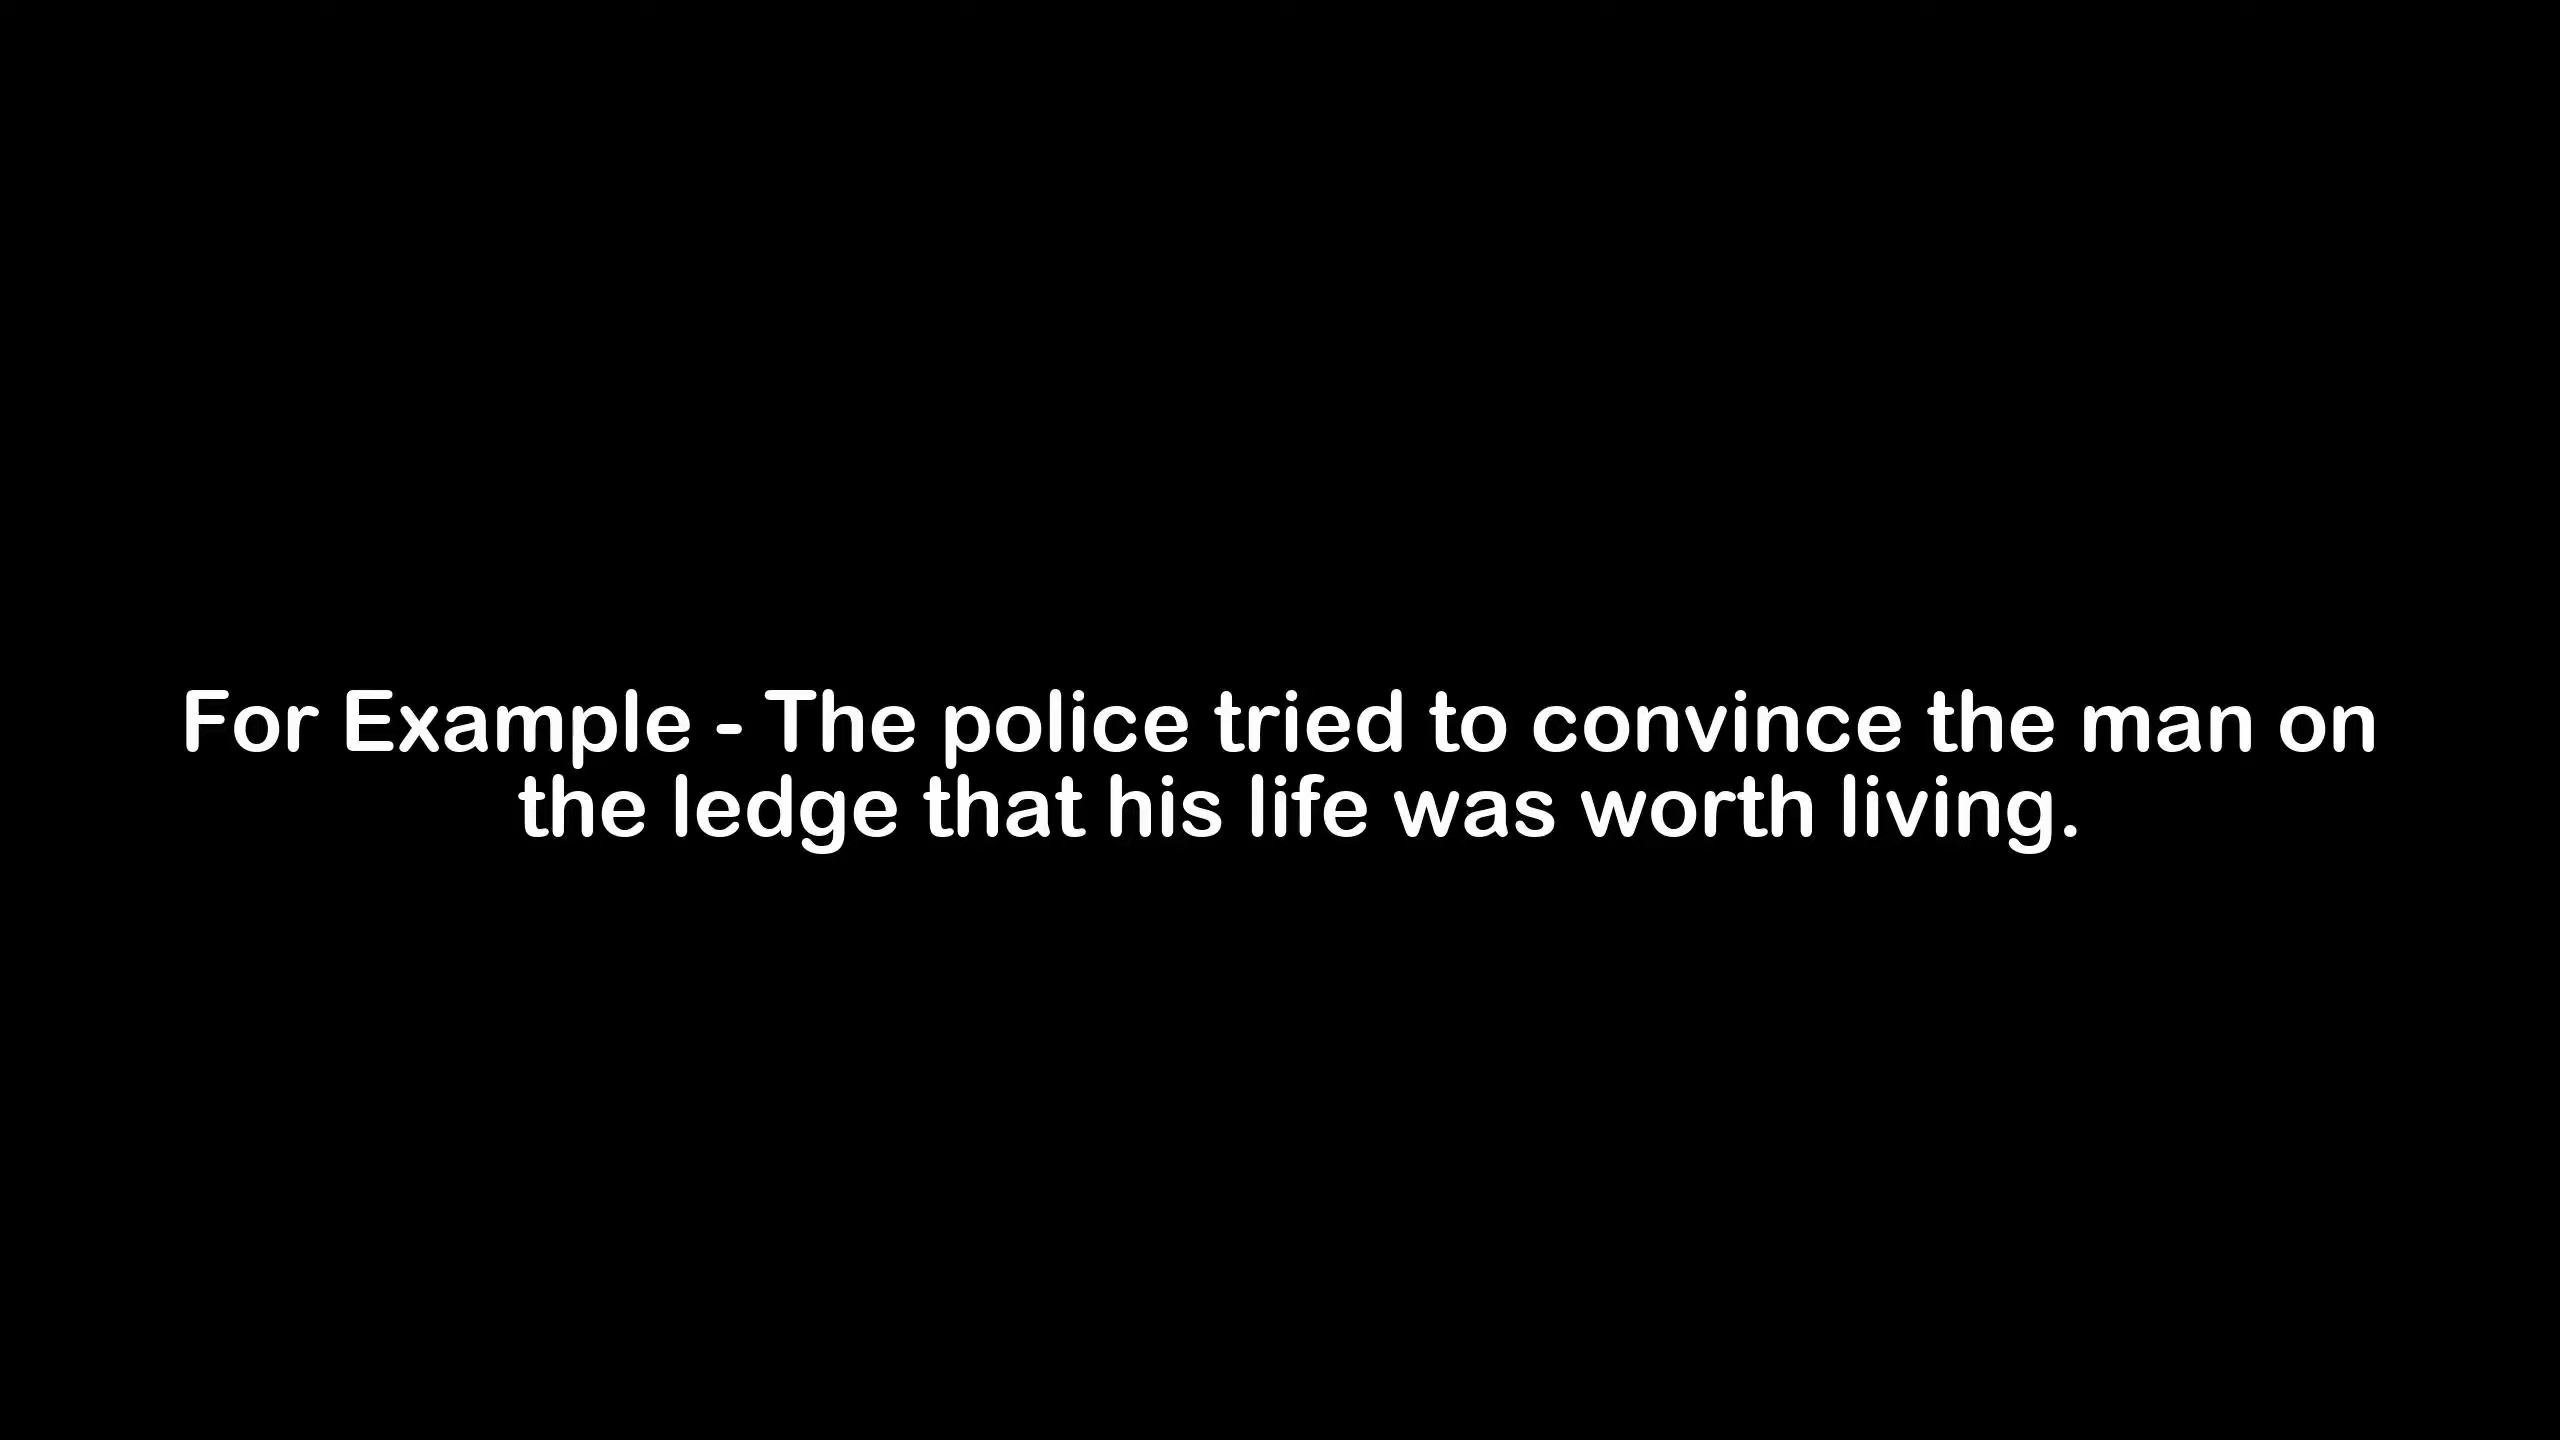 For Example - The police tried to convince the man on
the ledge that his life was worth living.